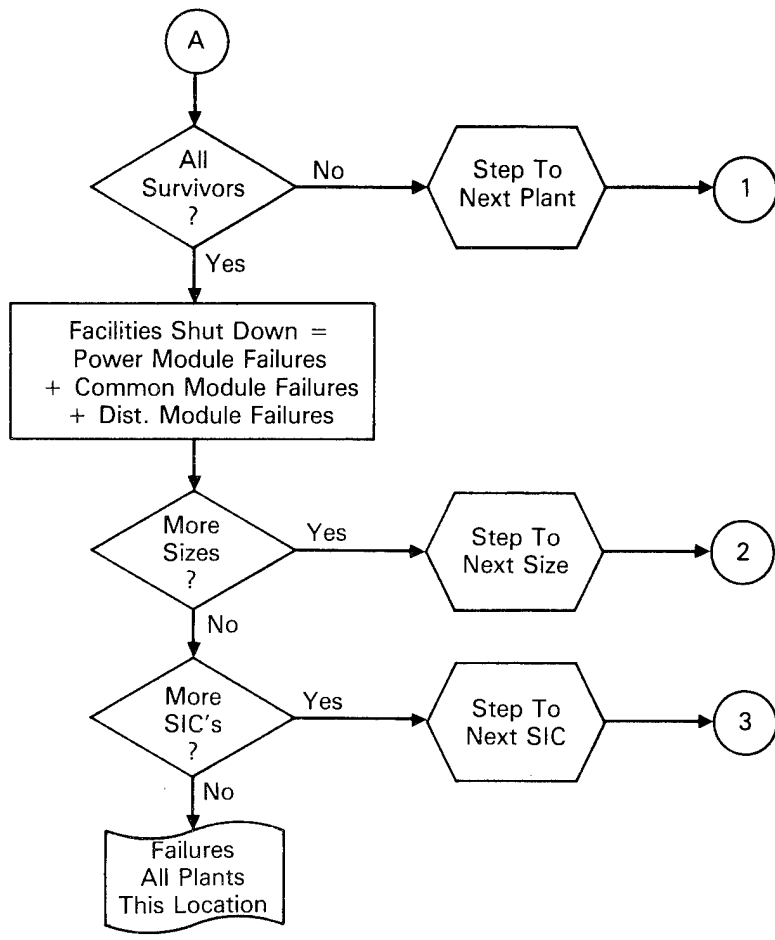 A
All
Survivors
?
No
Step To
Next Plant
1
Yes
Facilities Shut Down =
Power Module Failures
+ Common Module Failures
+ Dist. Module Failures
More
Sizes
?
Yes
Step To
Next Size
2
No
More
SIC's
?
Yes
Step To
Next SIC
3
No
Failures
All Plants
This Location